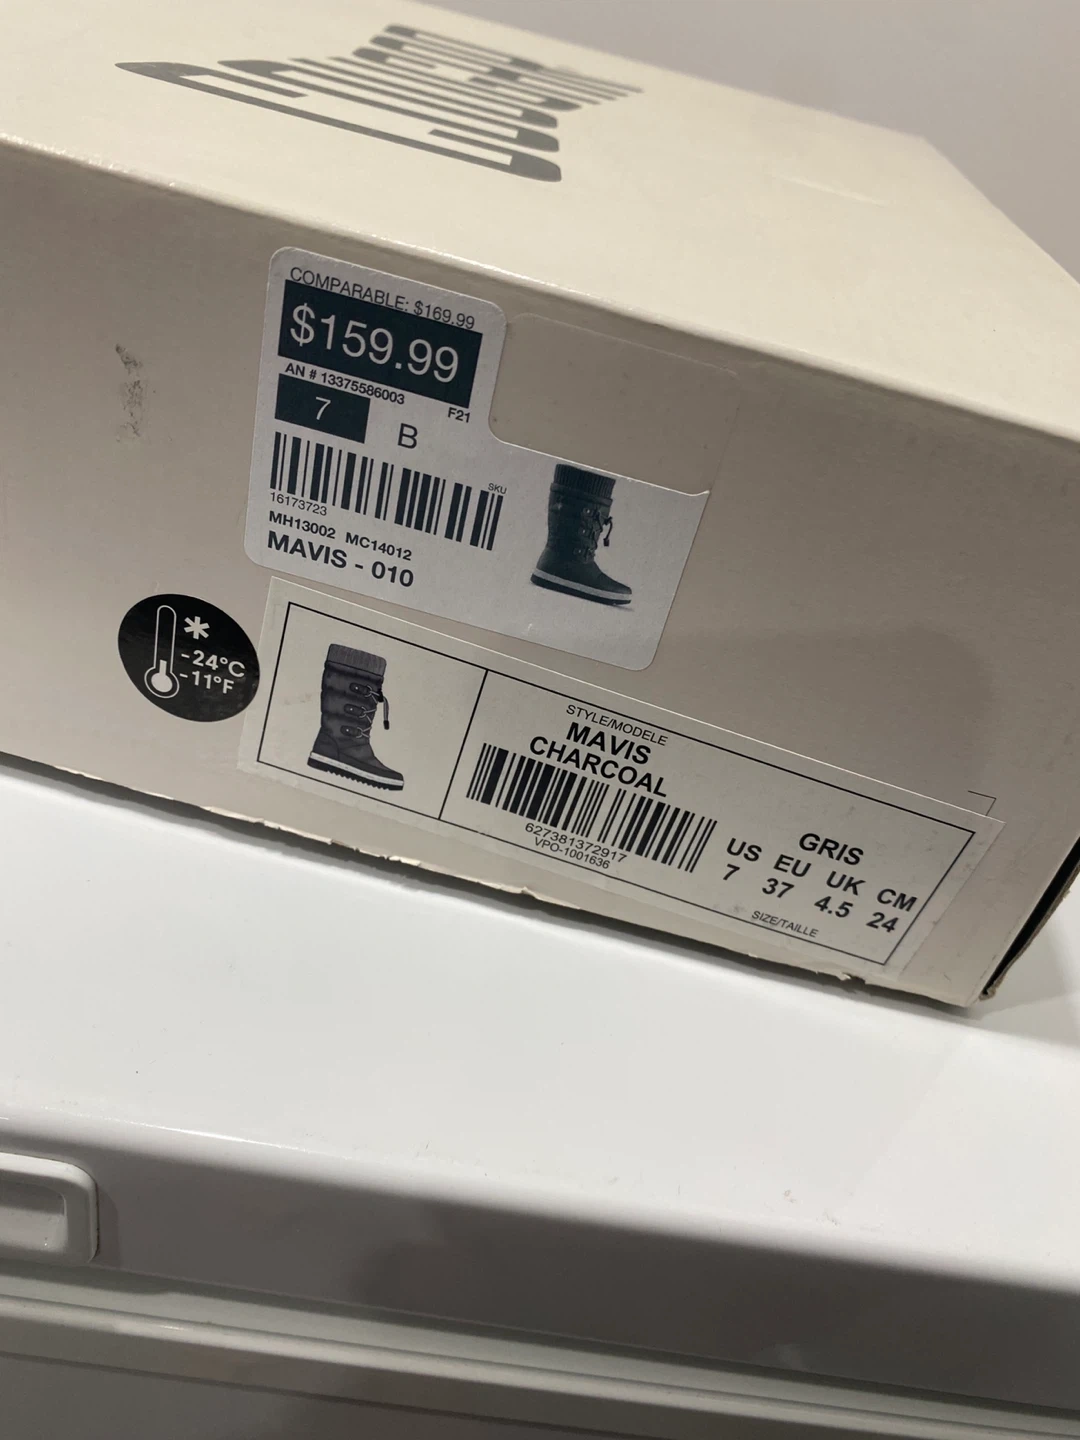 COMPARABLE: $169.99
$159.99
AN # 13375586003
F21
7
B
SKU
16173723
MH13002 MC14012
MAVIS - 010
-24°C
-11°F
STYLE/MODELE
MAVIS
CHARCOAL
627381372917
VPO-1001636
GRIS
US EU UK CM
7 37 4.5 24
SIZE/TAILLE